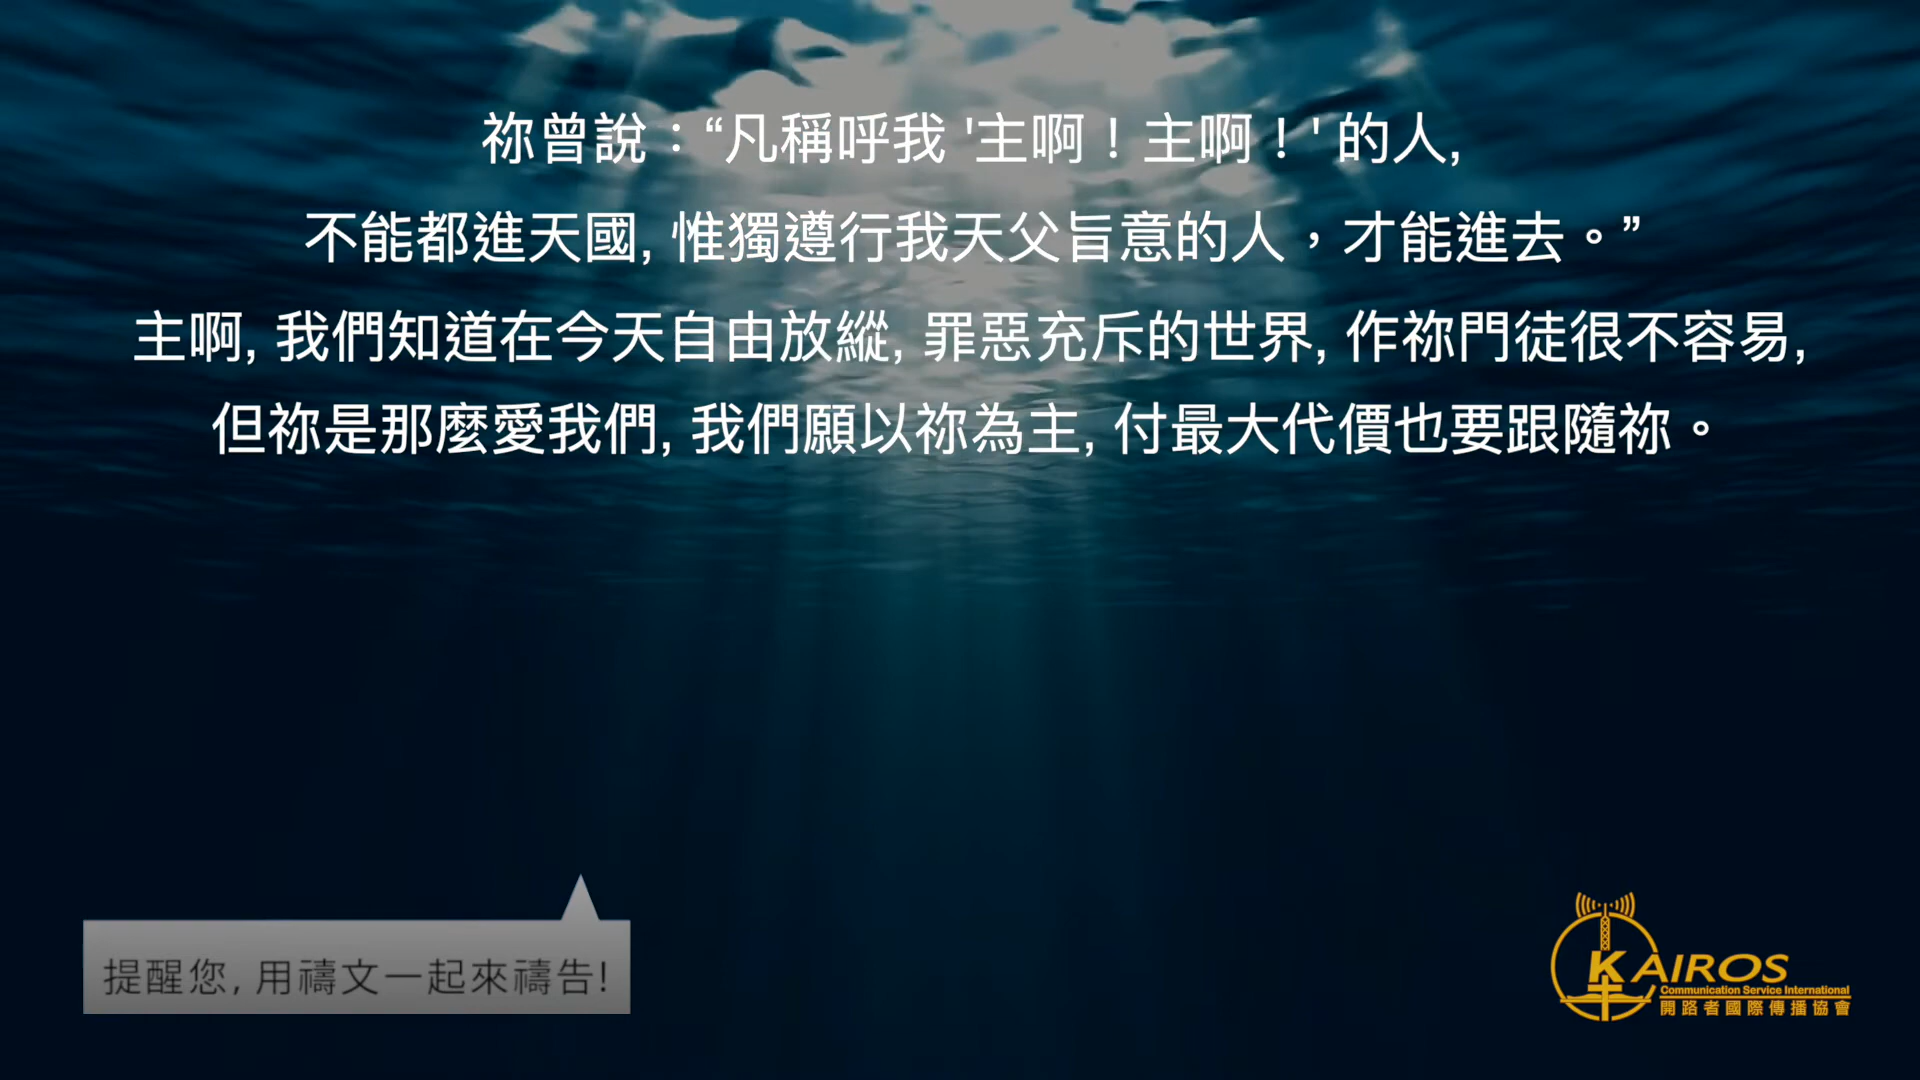 祢曾說：“凡稱呼我 '主啊！主啊！' 的人,
不能都進天國, 惟獨遵行我天父旨意的人，才能進去。”
主啊, 我們知道在今天自由放縱, 罪惡充斥的世界, 作祢門徒很不容易,
但祢是那麼愛我們, 我們願以祢為主, 付最大代價也要跟隨祢。
提醒您, 用禱文一起來禱告!
KAIROS
Communication Service International
開路者國際傳播協會